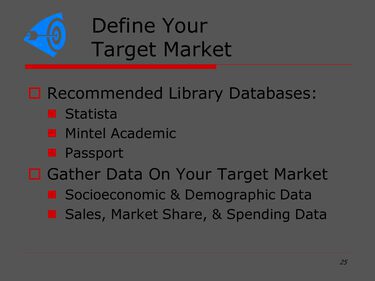 Define Your
Target Market
Recommended Library Databases:
Statista
Mintel Academic
Passport
Gather Data On Your Target Market
Socioeconomic & Demographic Data
Sales, Market Share, & Spending Data
25